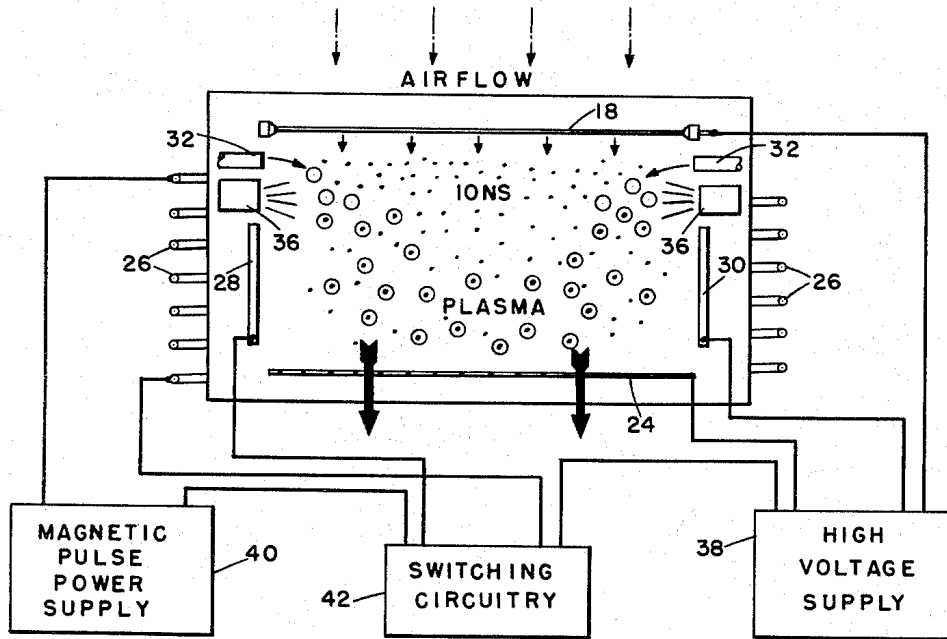 AIRFLOW
18
32
32
IONS
36
36
26
28
30
26
PLASMA
24
MAGNETIC
PULSE
POWER
SUPPLY
40
42
SWITCHING
CIRCUITRY
38
HIGH
VOLTAGE
SUPPLY